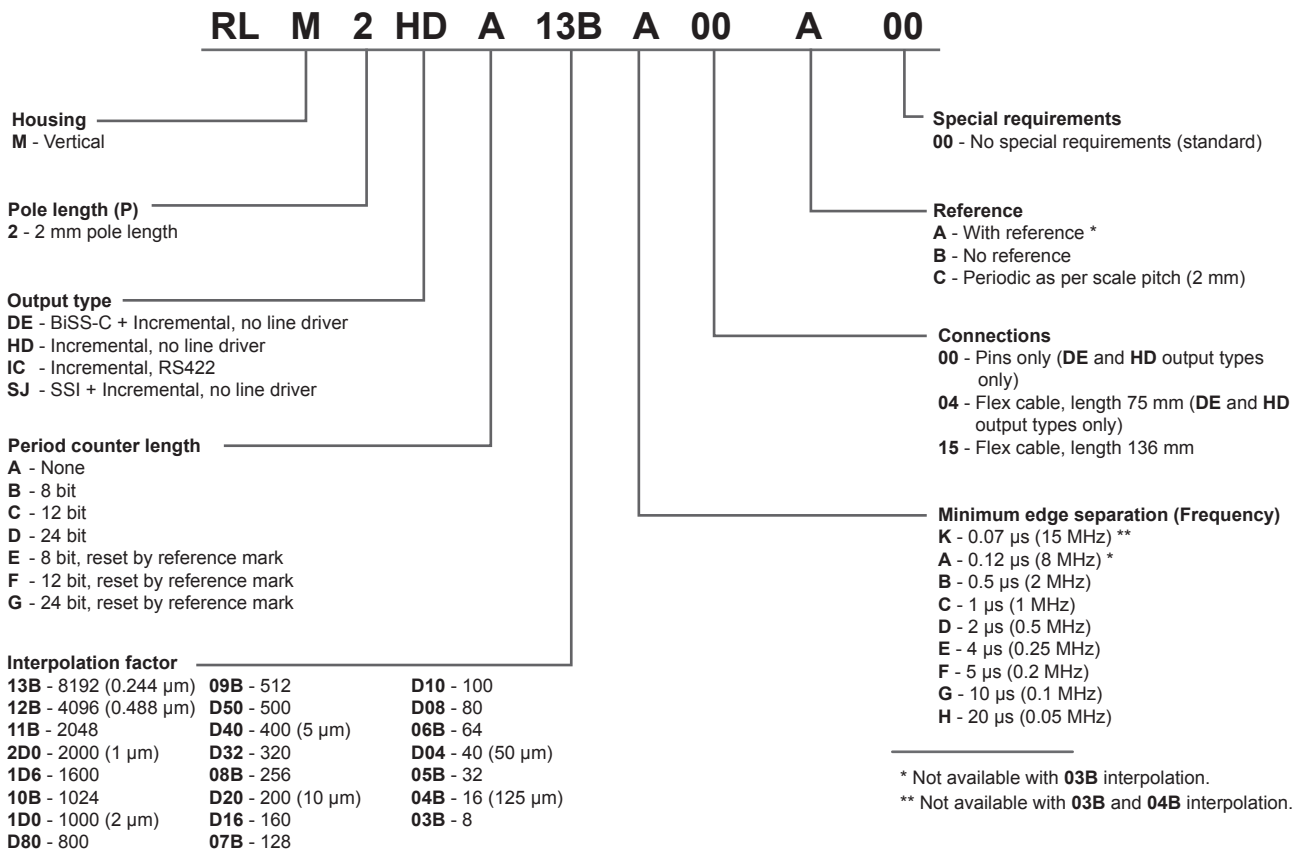 RL M 2 HD A 13B A 00 A 00
Housing
M - Vertical
Pole length (P)
2 - 2 mm pole length
Output type
DE - BiSS-C + Incremental, no line driver
HD - Incremental, no line driver
IC - Incremental, RS422
SJ - SSI + Incremental, no line driver
Period counter length
A - None
B - 8 bit
C - 12 bit
D - 24 bit
E - 8 bit, reset by reference mark
F - 12 bit, reset by reference mark
G - 24 bit, reset by reference mark
Interpolation factor
13B - 8192 (0.244 µm)
12B - 4096 (0.488 µm)
11B - 2048
2D0 - 2000 (1 µm)
1D6 - 1600
10B - 1024
1D0 - 1000 (2 µm)
D80 - 800
09B - 512
D50 - 500
D40 - 400 (5 µm)
D32 - 320
08B - 256
D20 - 200 (10 µm)
D16 - 160
07B - 128
D10 - 100
D08 - 80
06B - 64
D04 - 40 (50 µm)
05B - 32
04B - 16 (125 µm)
03B - 8
Special requirements
00 - No special requirements (standard)
Reference
A - With reference *
B - No reference
C - Periodic as per scale pitch (2 mm)
Connections
00 - Pins only (DE and HD output types
only)
04 - Flex cable, length 75 mm (DE and HD
output types only)
15 - Flex cable, length 136 mm
Minimum edge separation (Frequency)
K - 0.07 µs (15 MHz) **
A - 0.12 µs (8 MHz) *
B - 0.5 µs (2 MHz)
C - 1 µs (1 MHz)
D - 2 µs (0.5 MHz)
E - 4 µs (0.25 MHz)
F - 5 µs (0.2 MHz)
G - 10 µs (0.1 MHz)
H - 20 µs (0.05 MHz)
* Not available with 03B interpolation.
** Not available with 03B and 04B interpolation.